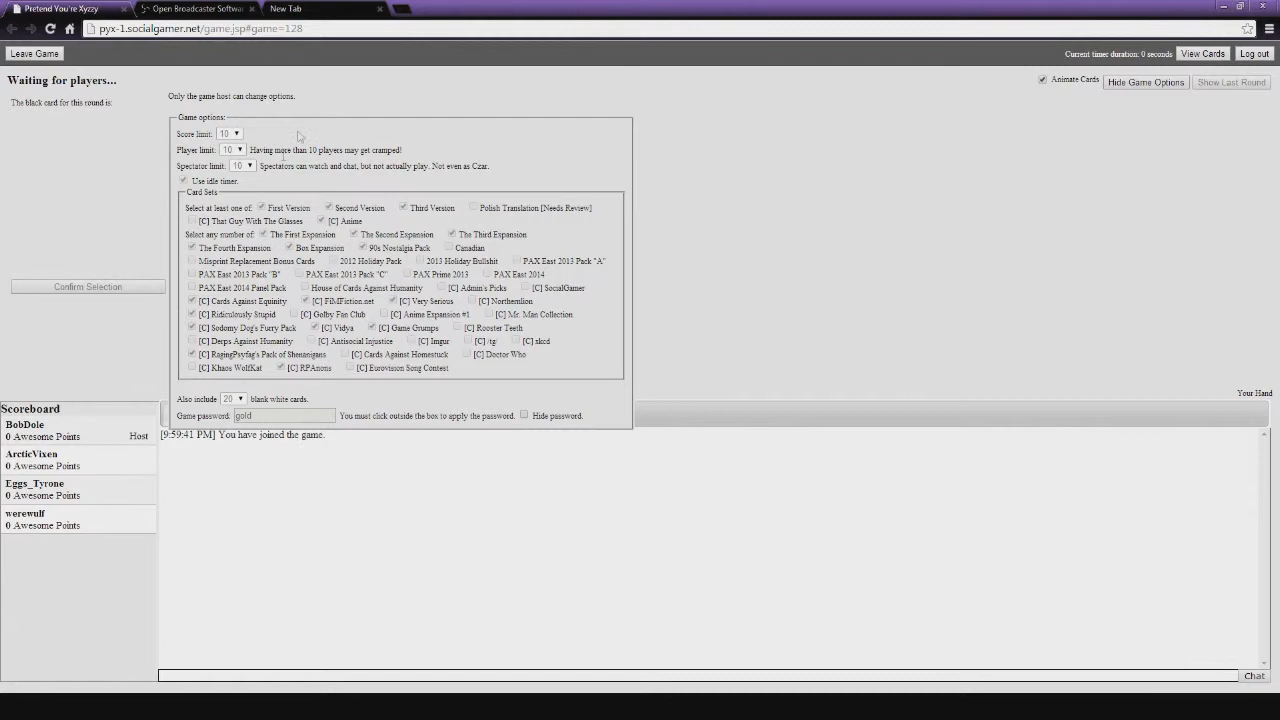 Pretend You're Xyzzy
Open Broadcaster Softwa
New Tab
pyx-1.socialgamer.net/game.jsp#game=128
Leave Game
Current timer duration: 0 seconds
View Cards
Log out
Waiting for players...
Animate Cards
Hide Game Options
Show Last Round
The black card for this round is:
Only the game host can change options.
Game options:
Score limit: 10
Player limit: 10 Having more than 10 players may get cramped!
Spectator limit: 10 Spectators can watch and chat, but not actually play. Not even as Czar.
Use idle timer.
Card Sets
Select at least one of: First Version Second Version Third Version Polish Translation [Needs Review]
[C] That Guy With The Glasses [C] Anime
Select any number of: The First Expansion The Second Expansion The Third Expansion
The Fourth Expansion Box Expansion 90s Nostalgia Pack Canadian
Misprint Replacement Bonus Cards 2012 Holiday Pack 2013 Holiday Bullshit PAX East 2013 Pack "A"
PAX East 2013 Pack "B" PAX East 2013 Pack "C" PAX Prime 2013 PAX East 2014
PAX East 2014 Panel Pack House of Cards Against Humanity [C] Admin's Picks [C] SocialGamer
[C] Cards Against Equinity [C] FiMFiction.net [C] Very Serious [C] Northernlion
[C] Ridiculously Stupid [C] Golby Fan Club [C] Anime Expansion #1 [C] Mr. Man Collection
[C] Sodomy Dog's Furry Pack [C] Vidya [C] Game Grumps [C] Rooster Teeth
[C] Derps Against Humanity [C] Antisocial Injustice [C] Imgur [C] /tg/ [C] xkcd
[C] RagingPsyfag's Pack of Shenanigans [C] Cards Against Homestuck [C] Doctor Who
[C] Khaos WolfKat [C] RPAnons [C] Eurovision Song Contest
Also include 20 blank white cards.
Game password: gold You must click outside the box to apply the password. Hide password.
Confirm Selection
Your Hand
Scoreboard
BobDole
0 Awesome Points Host
ArcticVixen
0 Awesome Points
Eggs_Tyrone
0 Awesome Points
werewulf
0 Awesome Points
[9:59:41 PM] You have joined the game.
Chat